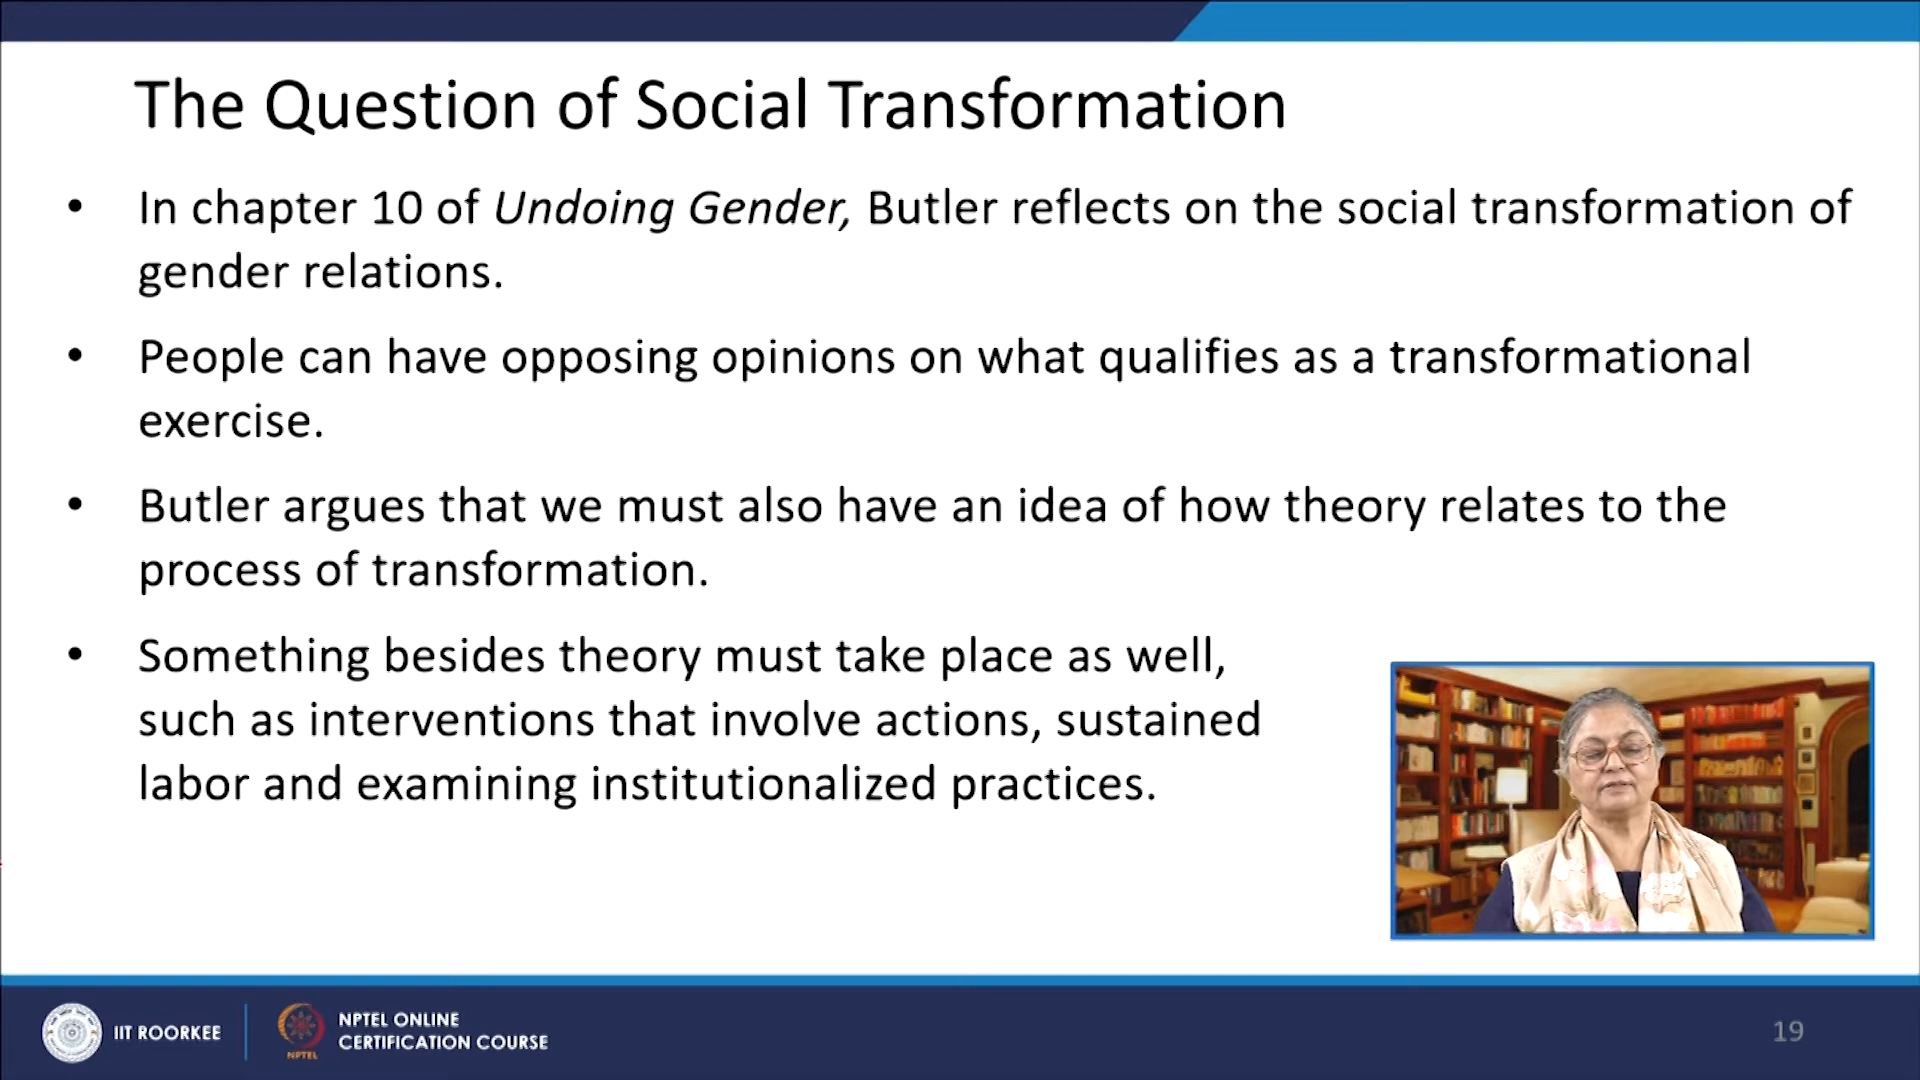 The Question of Social Transformation
• In chapter 10 of Undoing Gender, Butler reflects on the social transformation of
gender relations.
• People can have opposing opinions on what qualifies as a transformational
exercise.
• Butler argues that we must also have an idea of how theory relates to the
process of transformation.
• Something besides theory must take place as well,
such as interventions that involve actions, sustained
labor and examining institutionalized practices.
IIT ROORKEE
NPTEL
NPTEL ONLINE
CERTIFICATION COURSE
19